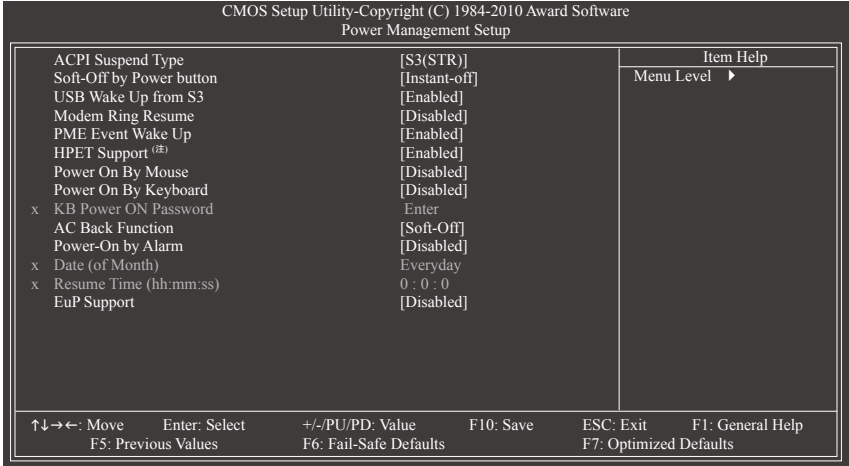 CMOS Setup Utility-Copyright (C) 1984-2010 Award Software
Power Management Setup
ACPI Suspend Type [S3(STR)]
Soft-Off by Power button [Instant-off]
USB Wake Up from S3 [Enabled]
Modem Ring Resume [Disabled]
PME Event Wake Up [Enabled]
HPET Support (注) [Enabled]
Power On By Mouse [Disabled]
Power On By Keyboard [Disabled]
x KB Power ON Password Enter
AC Back Function [Soft-Off]
Power-On by Alarm [Disabled]
x Date (of Month) Everyday
x Resume Time (hh:mm:ss) 0 : 0 : 0
EuP Support [Disabled]
Item Help
Menu Level ▶
↑↓→←: Move Enter: Select +/-/PU/PD: Value F10: Save ESC: Exit F1: General Help
F5: Previous Values F6: Fail-Safe Defaults F7: Optimized Defaults